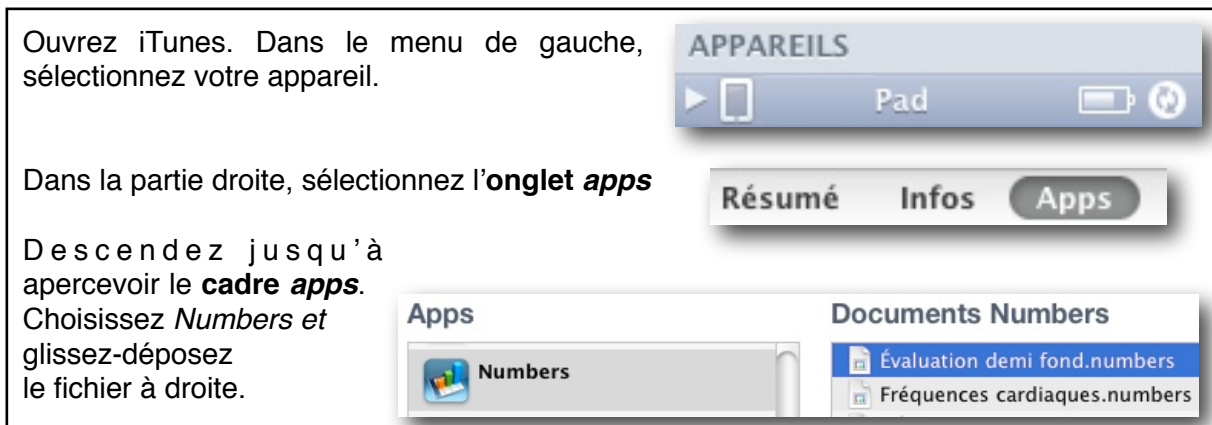 Ouvrez iTunes. Dans le menu de gauche,
sélectionnez votre appareil.
APPAREILS
Pad
Dans la partie droite, sélectionnez l'onglet apps
Résumé Infos Apps
Descendez jusqu'à
apercevoir le cadre apps.
Choisissez Numbers et
glissez-déposez
le fichier à droite.
Apps
Numbers
Documents Numbers
Évaluation demi fond.numbers
Fréquences cardiaques.numbers